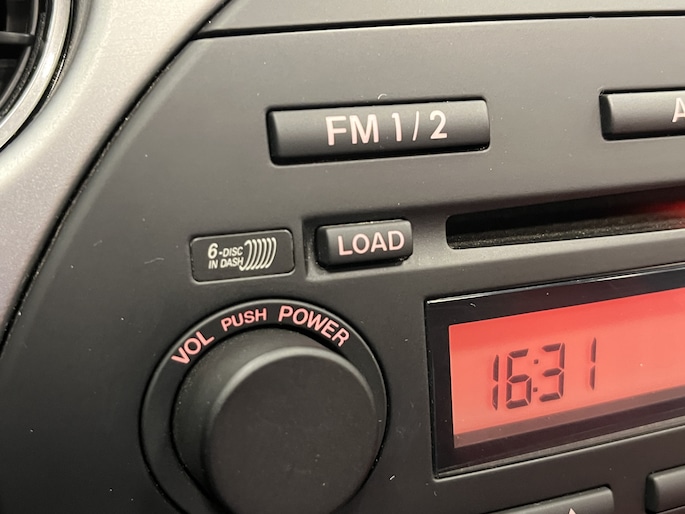 FM 1/2
A
6-DISC
IN DASH
LOAD
VOL PUSH POWER
16:31